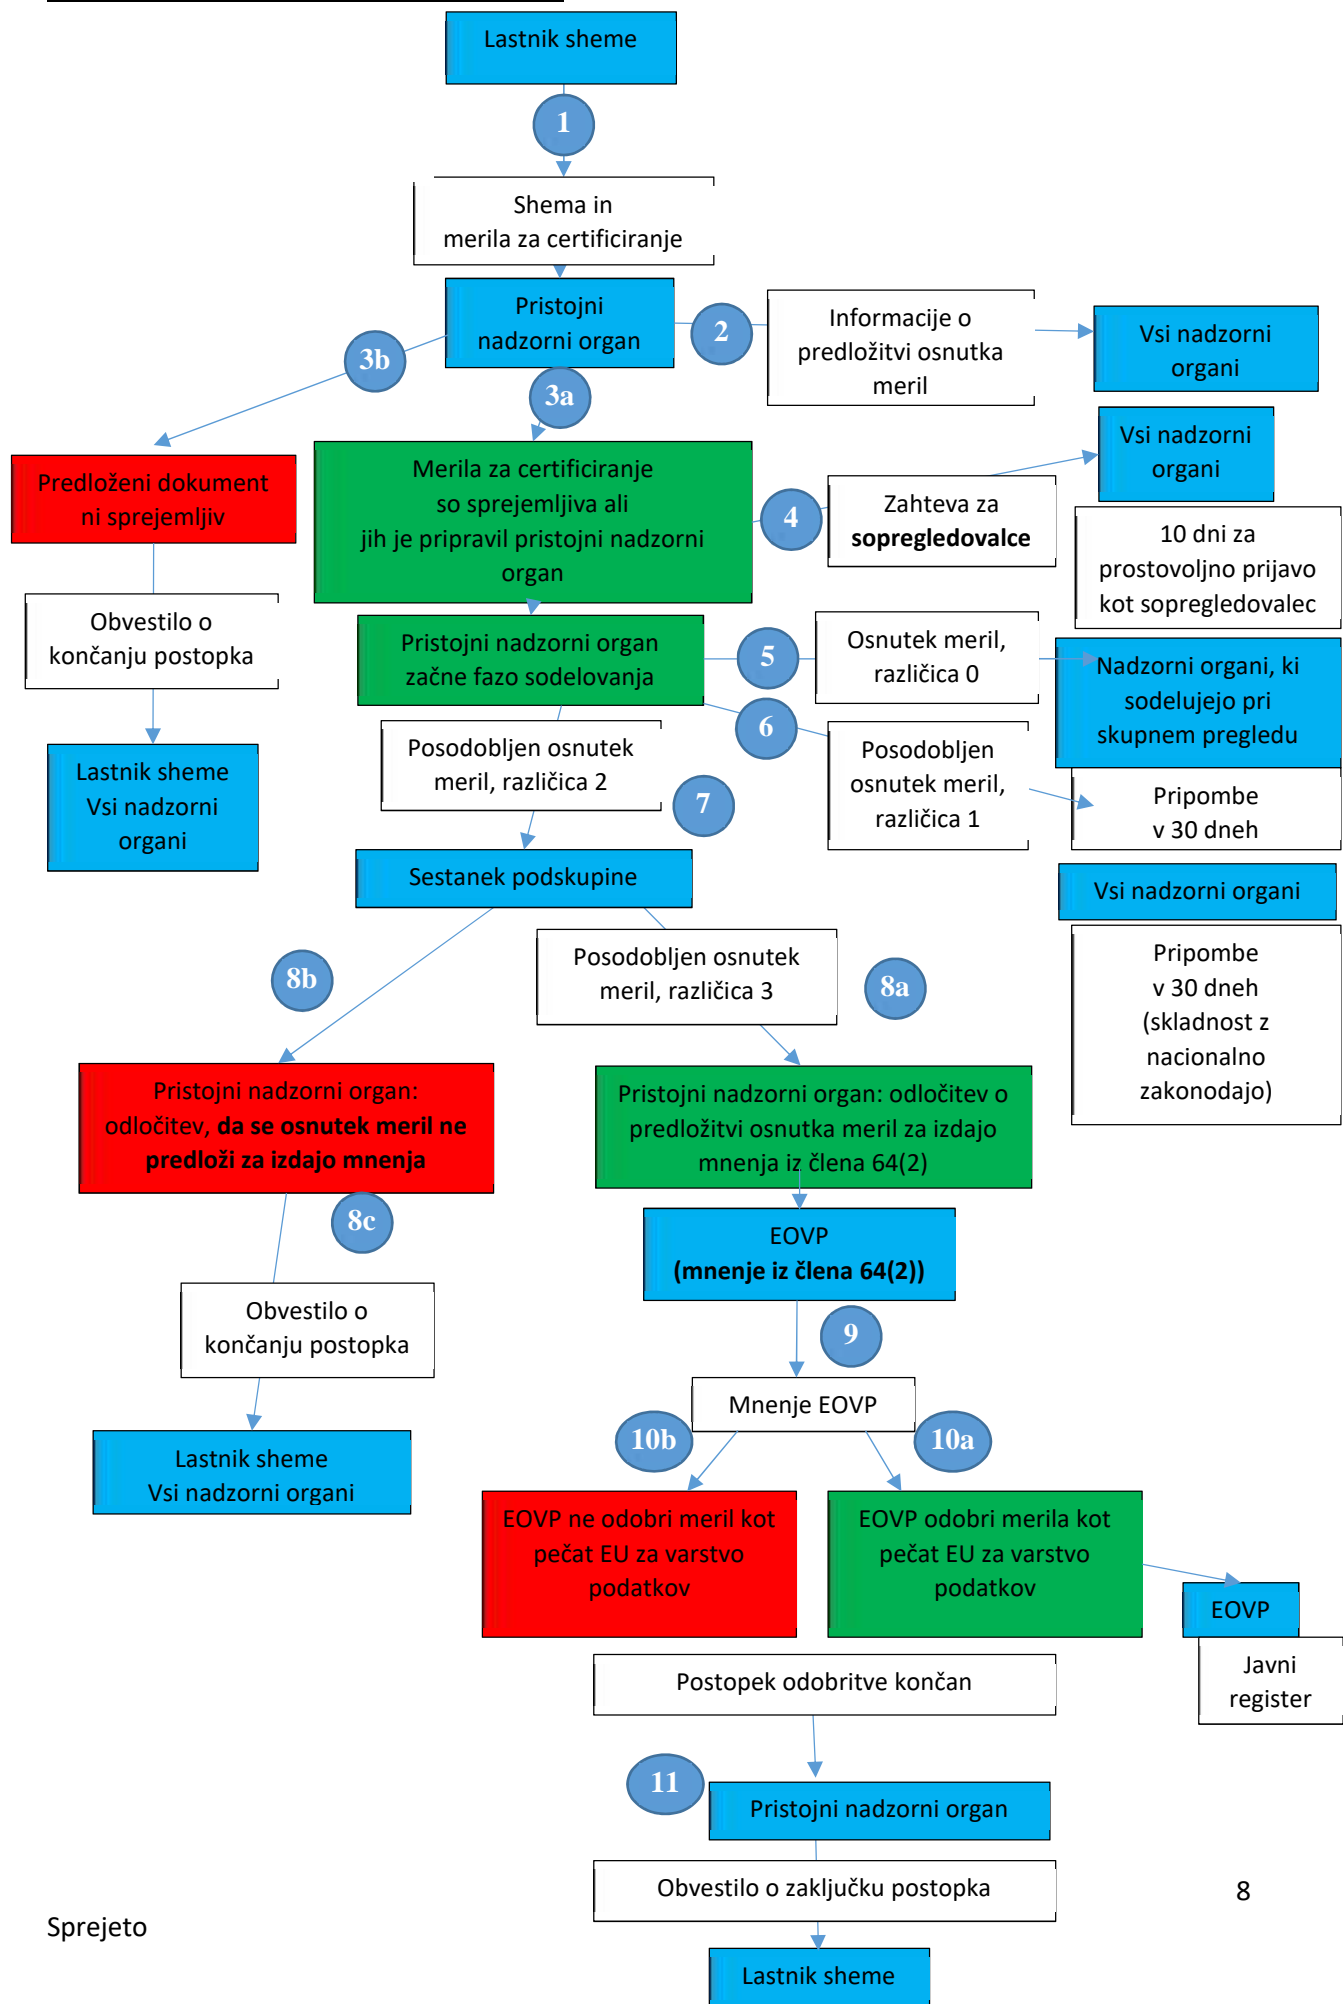 Lastnik sheme
1
Shema in
merila za certificiranje
Pristojni
nadzorni organ
2
Informacije o
predložitvi osnutka
meril
Vsi nadzorni
organi
3b
3a
Predloženi dokument
ni sprejemljiv
Merila za certificiranje
so sprejemljiva ali
jih je pripravil pristojni nadzorni
organ
4
Zahteva za
sopregledovalce
Vsi nadzorni
organi
10 dni za
prostovoljno prijavo
kot sopregledovalec
Obvestilo o
končanju postopka
Pristojni nadzorni organ
začne fazo sodelovanja
5
Osnutek meril,
različica 0
Nadzorni organi, ki
sodelujejo pri
skupnem pregledu
6
Posodobljen
osnutek meril,
različica 1
Pripombe
v 30 dneh
Lastnik sheme
Vsi nadzorni
organi
Posodobljen osnutek
meril, različica 2
7
Sestanek podskupine
Vsi nadzorni organi
Pripombe
v 30 dneh
(skladnost z
nacionalno
zakonodajo)
8b
Posodobljen osnutek
meril, različica 3
8a
Pristojni nadzorni organ:
odločitev, da se osnutek meril ne
predloži za izdajo mnenja
Pristojni nadzorni organ: odločitev o
predložitvi osnutka meril za izdajo
mnenja iz člena 64(2)
8c
EOVP
(mnenje iz člena 64(2))
Obvestilo o
končanju postopka
9
Mnenje EOVP
Lastnik sheme
Vsi nadzorni organi
10b
10a
EOVP ne odobri meril kot
pečat EU za varstvo
podatkov
EOVP odobri merila kot
pečat EU za varstvo
podatkov
EOVP
Javni
register
Postopek odobritve končan
11
Pristojni nadzorni organ
Obvestilo o zaključku postopka
8
Sprejeto
Lastnik sheme